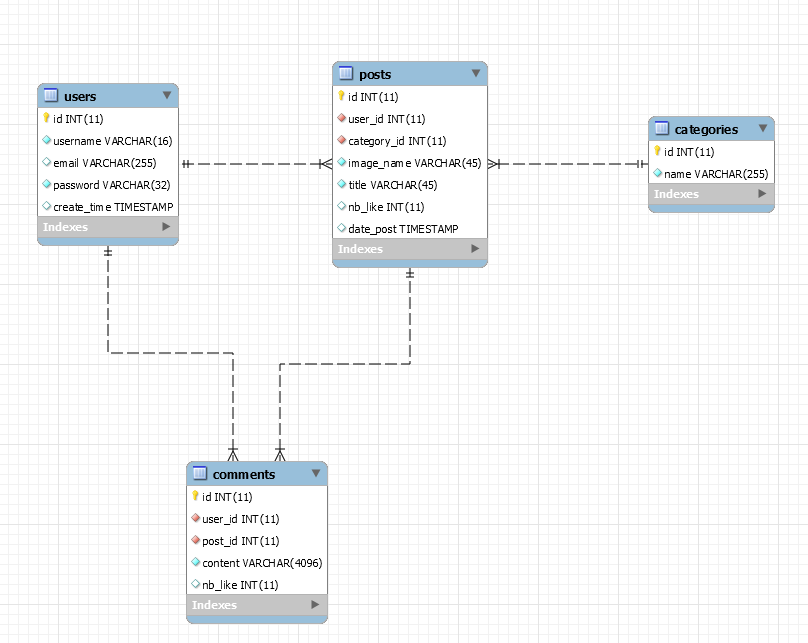 users
id INT(11)
username VARCHAR(16)
email VARCHAR(255)
password VARCHAR(32)
create_time TIMESTAMP
Indexes
posts
id INT(11)
user_id INT(11)
category_id INT(11)
image_name VARCHAR(45)
title VARCHAR(45)
nb_like INT(11)
date_post TIMESTAMP
Indexes
categories
id INT(11)
name VARCHAR(255)
Indexes
comments
id INT(11)
user_id INT(11)
post_id INT(11)
content VARCHAR(4096)
nb_like INT(11)
Indexes